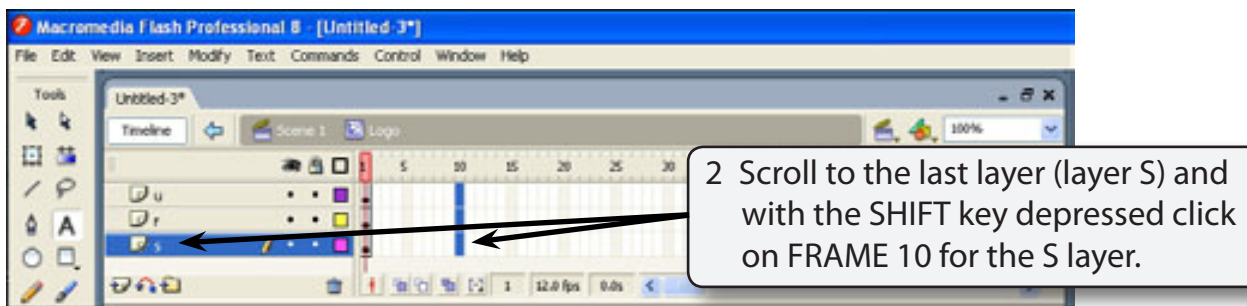 Macromedia Flash Professional 8 - [Untitled-3*]
File Edit View Insert Modify Text Commands Control Window Help
Tools
Untitled-3*
Timeline Scene 1 Logo 100%
1 5 10 15 20 25 30
u
r
s
1 12.0 fps 0.0s
2 Scroll to the last layer (layer S) and
with the SHIFT key depressed click
on FRAME 10 for the S layer.